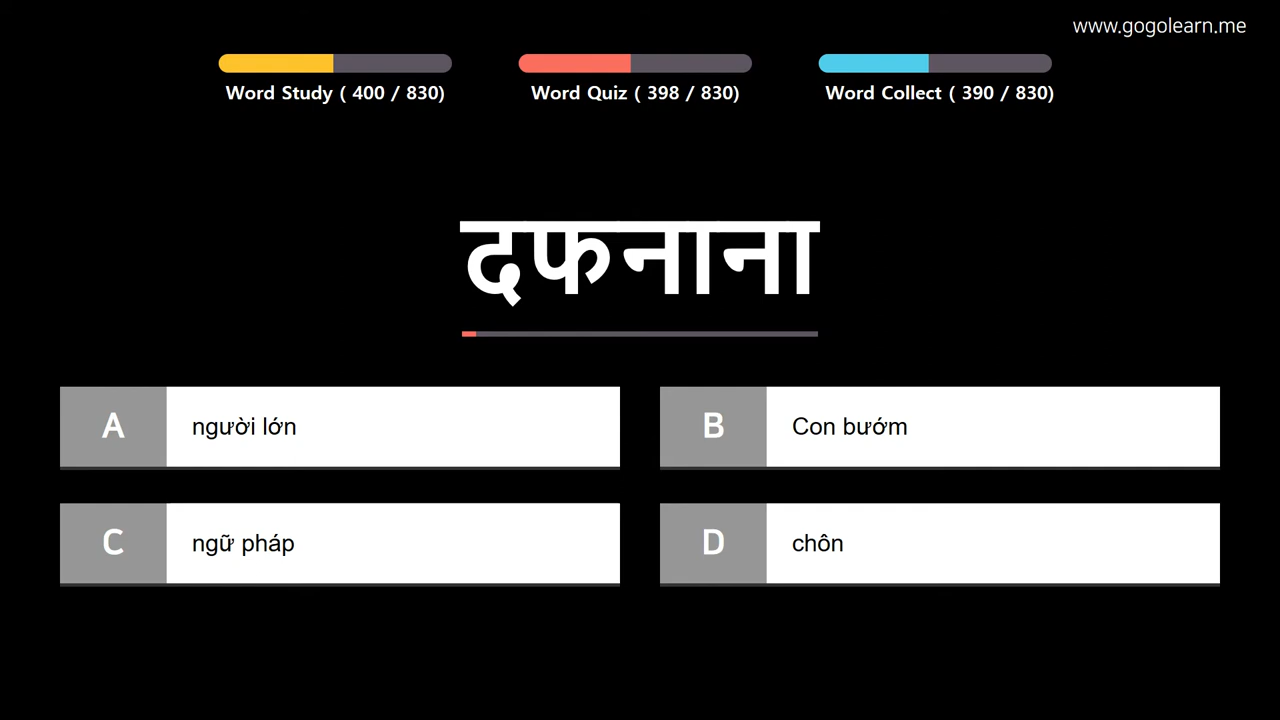 www.gogolearn.me
Word Study ( 400 / 830)
Word Quiz ( 398 / 830)
Word Collect ( 390 / 830)
दफनाना
A
người lớn
B
Con bướm
C
ngữ pháp
D
chôn